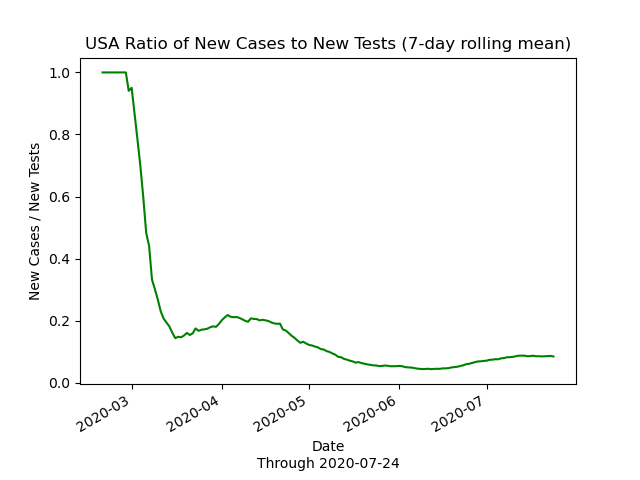 USA Ratio of New Cases to New Tests (7-day rolling mean)
New Cases / New Tests
1.0
0.8
0.6
0.4
0.2
0.0
2020-03
2020-04
2020-05
2020-06
2020-07
Date
Through 2020-07-24